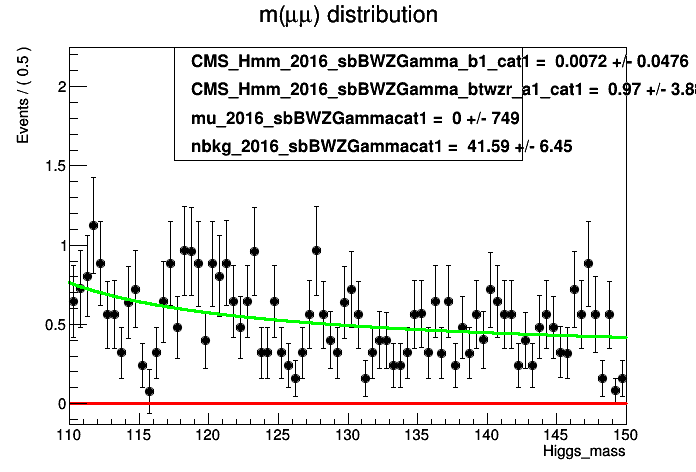 m(μμ) distribution
Events / ( 0.5 )
CMS_Hmm_2016_sbBWZGamma_b1_cat1 = 0.0072 +/- 0.0476
CMS_Hmm_2016_sbBWZGamma_btwzr_a1_cat1 = 0.97 +/- 3.8
mu_2016_sbBWZGammacat1 = 0 +/- 749
nbkg_2016_sbBWZGammacat1 = 41.59 +/- 6.45
2
1.5
1
0.5
0
110 115 120 125 130 135 140 145 150
Higgs_mass